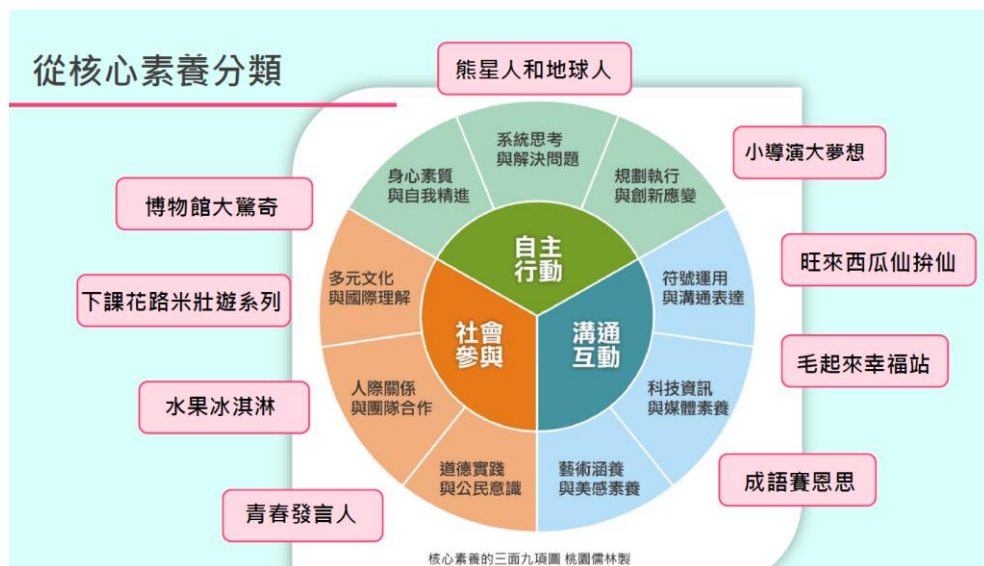 從核心素養分類
熊星人和地球人
小導演大夢想
博物館大驚奇
旺來西瓜仙拚仙
下課花路米壯遊系列
毛起來幸福站
水果冰淇淋
成語賽恩思
青春發言人
系統思考
與解決問題
身心素質
與自我精進
規劃執行
與創新應變
自主
行動
多元文化
與國際理解
符號運用
與溝通表達
社會
參與
溝通
互動
人際關係
與團隊合作
科技資訊
與媒體素養
道德實踐
與公民意識
藝術涵養
與美感素養
核心素養的三面九項圖 桃園儒林製